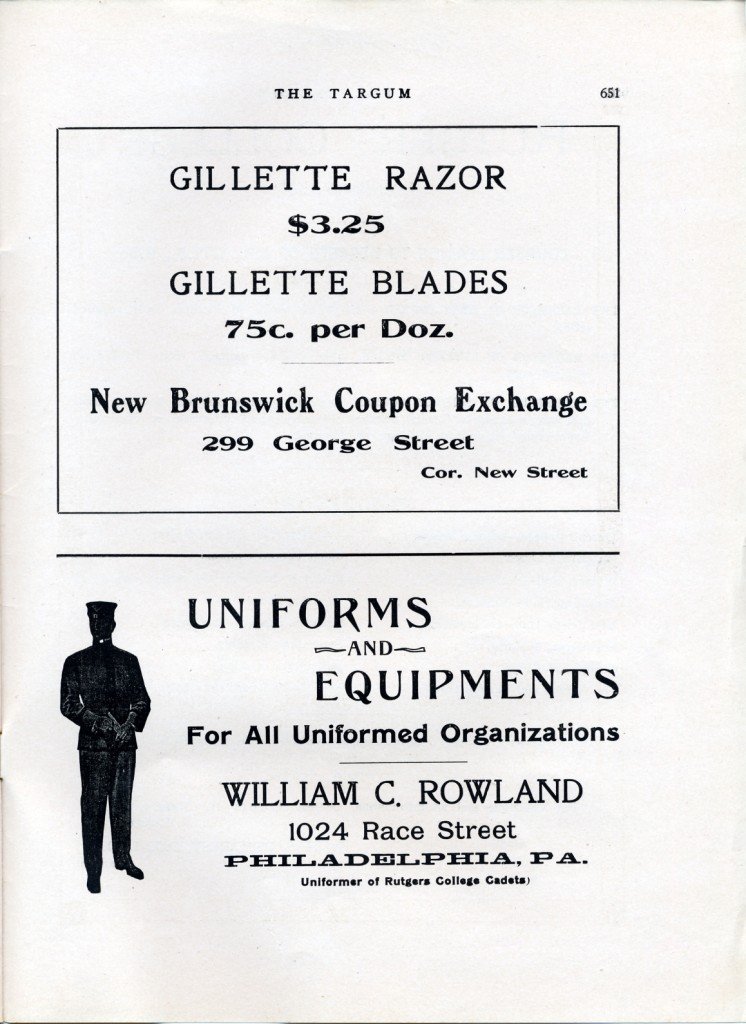 THE TARGUM 651
GILLETTE RAZOR
$3.25
GILLETTE BLADES
75c. per Doz.
New Brunswick Coupon Exchange
299 George Street
Cor. New Street
UNIFORMS
AND
EQUIPMENTS
For All Uniformed Organizations
WILLIAM C. ROWLAND
1024 Race Street
PHILADELPHIA, PA.
Uniformer of Rutgers College Cadets)